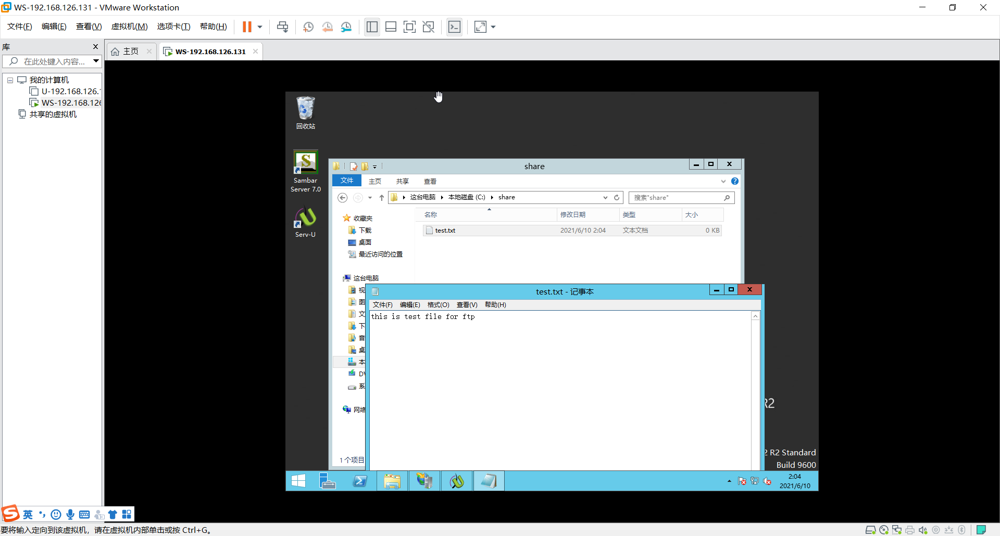 WS-192.168.126.131 - VMware Workstation
文件(F) 编辑(E) 查看(V) 虚拟机(M) 选项卡(T) 帮助(H)
库
主页
WS-192.168.126.131
在此处键入内容...
我的计算机
U-192.168.126.
WS-192.168.126
共享的虚拟机
回收站
Sambar
Server 7.0
Serv-U
share
文件 主页 共享 查看
这台电脑 本地磁盘 (C:) share
搜索"share"
名称 修改日期 类型 大小
test.txt 2021/6/10 2:04 文本文档 0 KB
收藏夹
下载
桌面
最近访问的位置
这台电脑
视
图
文
下
音
桌
本
DV
系
网络
1 个项目
test.txt - 记事本
文件(F) 编辑(E) 格式(O) 查看(V) 帮助(H)
this is test file for ftp
R2
2 R2 Standard
Build 9600
2:04
2021/6/10
英
要将输入定向到该虚拟机，请在虚拟机内部单击或按 Ctrl+G。